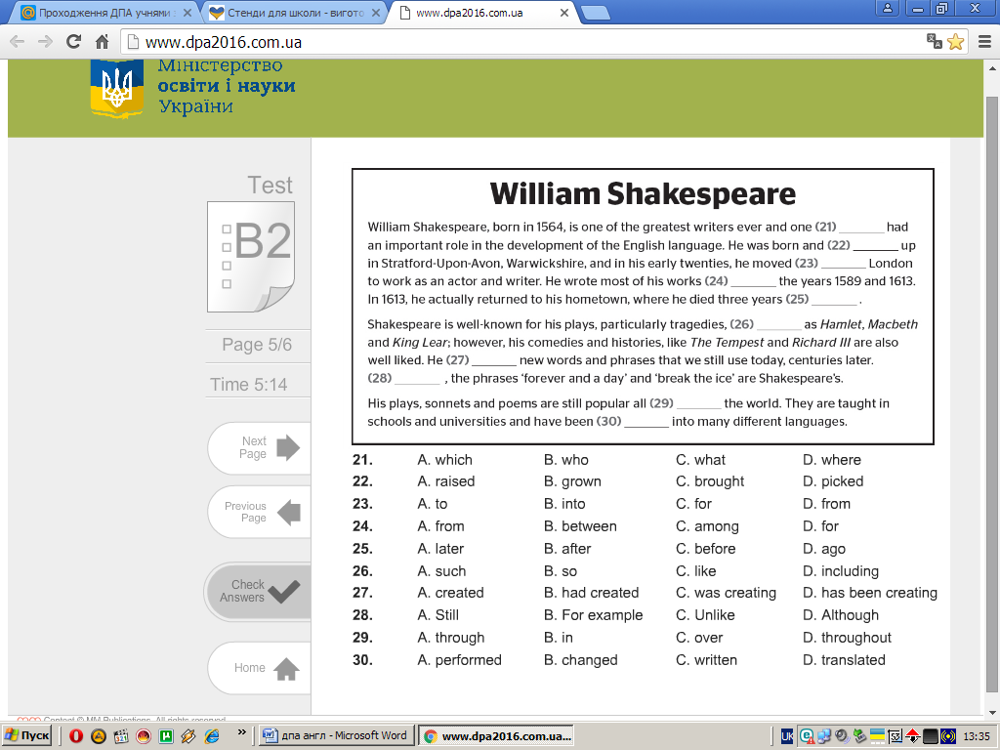 Проходження ДПА учнями
Стенди для школи - вигото
www.dpa2016.com.ua
www.dpa2016.com.ua
Міністерство
освіти і науки
України
Test
B2
Page 5/6
Time 5:14
Next
Page
Previous
Page
Check
Answers
Home
William Shakespeare
William Shakespeare, born in 1564, is one of the greatest writers ever and one (21) _______ had
an important role in the development of the English language. He was born and (22) _______ up
in Stratford-Upon-Avon, Warwickshire, and in his early twenties, he moved (23) _______ London
to work as an actor and writer. He wrote most of his works (24) _______ the years 1589 and 1613.
In 1613, he actually returned to his hometown, where he died three years (25) _______ .
Shakespeare is well-known for his plays, particularly tragedies, (26) _______ as Hamlet, Macbeth
and King Lear; however, his comedies and histories, like The Tempest and Richard III are also
well liked. He (27) _______ new words and phrases that we still use today, centuries later.
(28) _______ , the phrases ‘forever and a day’ and ‘break the ice’ are Shakespeare’s.
His plays, sonnets and poems are still popular all (29) _______ the world. They are taught in
schools and universities and have been (30) _______ into many different languages.
21. A. which B. who C. what D. where
22. A. raised B. grown C. brought D. picked
23. A. to B. into C. for D. from
24. A. from B. between C. among D. for
25. A. later B. after C. before D. ago
26. A. such B. so C. like D. including
27. A. created B. had created C. was creating D. has been creating
28. A. Still B. For example C. Unlike D. Although
29. A. through B. in C. over D. throughout
30. A. performed B. changed C. written D. translated
Content © MM Publications. All rights reserved
Пуск
дпа англ - Microsoft Word
www.dpa2016.com.ua...
UK
13:35